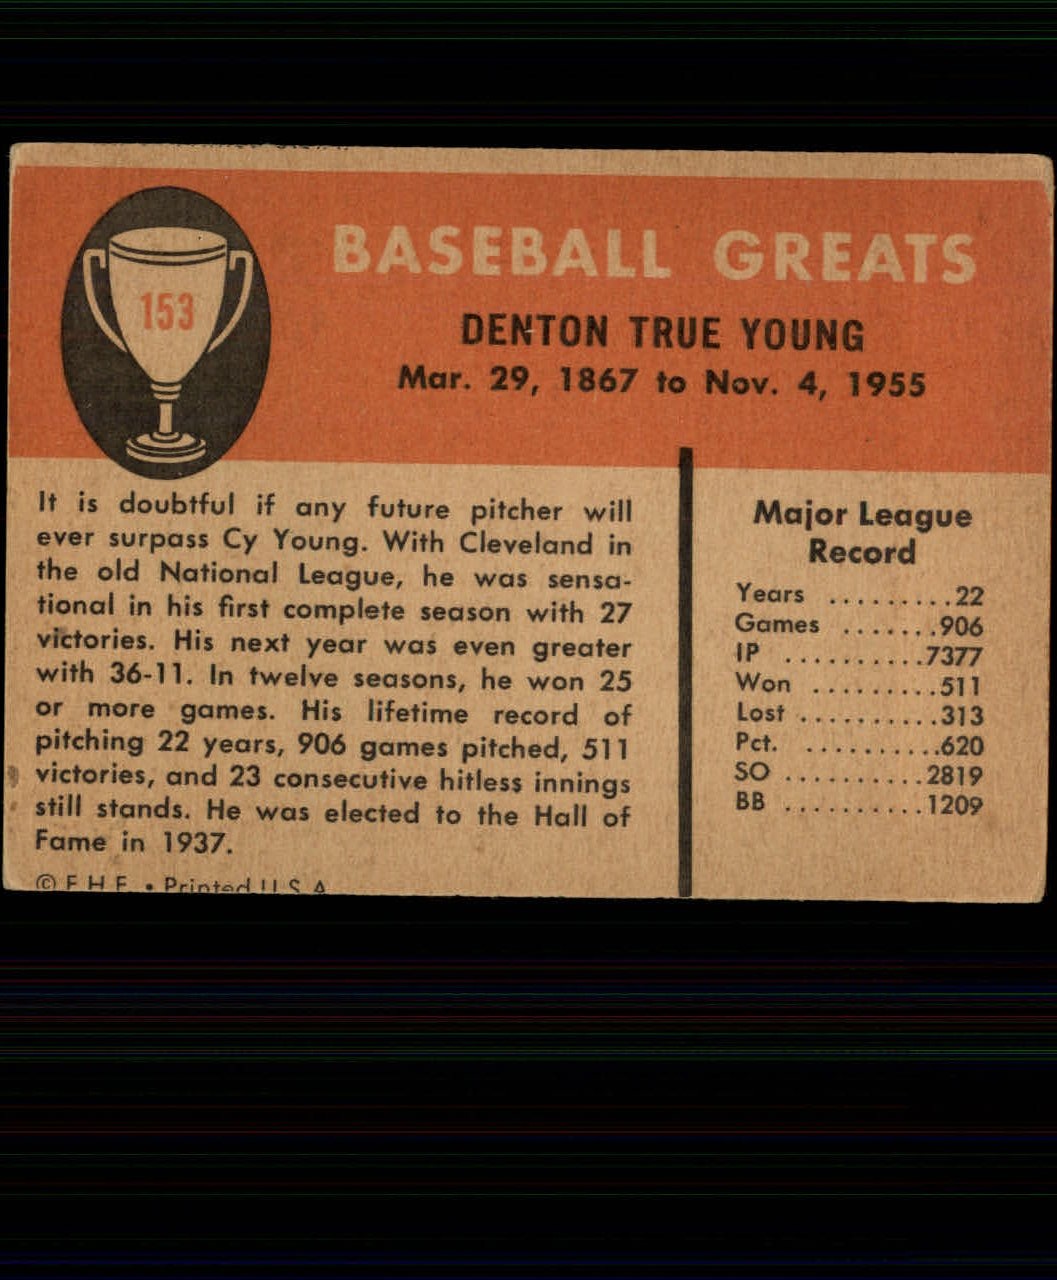 153
BASEBALL GREATS
DENTON TRUE YOUNG
Mar. 29, 1867 to Nov. 4, 1955
It is doubtful if any future pitcher will
ever surpass Cy Young. With Cleveland in
the old National League, he was sensa-
tional in his first complete season with 27
victories. His next year was even greater
with 36-11. In twelve seasons, he won 25
or more games. His lifetime record of
pitching 22 years, 906 games pitched, 511
victories, and 23 consecutive hitless innings
still stands. He was elected to the Hall of
Fame in 1937.
© F H F • Printed U S A
Major League
Record
Years .........22
Games .......906
IP ..........7377
Won .........511
Lost ..........313
Pct. ..........620
SO ..........2819
BB ..........1209